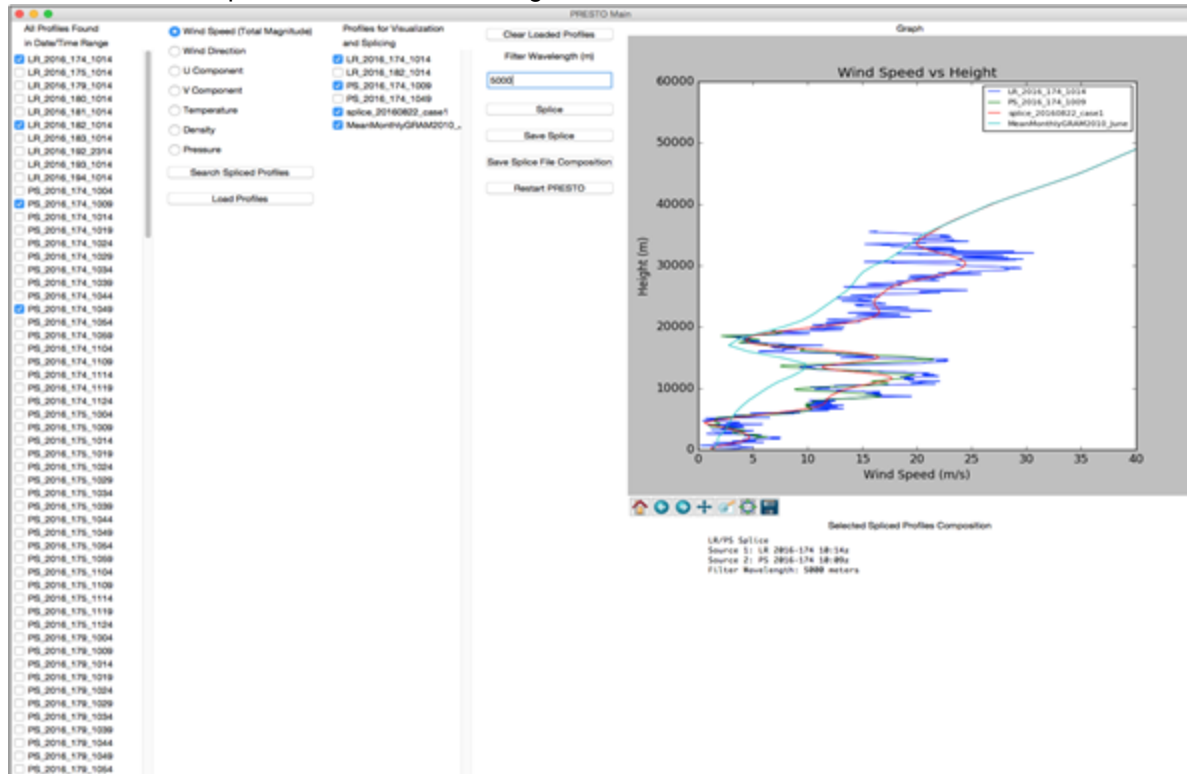 PRESTO Main
All Profiles Found
in Date/Time Range
LR_2016_174_1014
LR_2016_175_1014
LR_2016_179_1014
LR_2016_180_1014
LR_2016_181_1014
LR_2016_182_1014
LR_2016_183_1014
LR_2016_192_2314
LR_2016_193_1014
LR_2016_194_1014
PS_2016_174_1004
PS_2016_174_1009
PS_2016_174_1014
PS_2016_174_1019
PS_2016_174_1024
PS_2016_174_1029
PS_2016_174_1034
PS_2016_174_1039
PS_2016_174_1044
PS_2016_174_1049
PS_2016_174_1054
PS_2016_174_1059
PS_2016_174_1104
PS_2016_174_1109
PS_2016_174_1114
PS_2016_174_1119
PS_2016_174_1124
PS_2016_175_1004
PS_2016_175_1009
PS_2016_175_1014
PS_2016_175_1019
PS_2016_175_1024
PS_2016_175_1029
PS_2016_175_1034
PS_2016_175_1039
PS_2016_175_1044
PS_2016_175_1049
PS_2016_175_1054
PS_2016_175_1059
PS_2016_175_1104
PS_2016_175_1109
PS_2016_175_1114
PS_2016_175_1119
PS_2016_175_1124
PS_2016_179_1004
PS_2016_179_1009
PS_2016_179_1014
PS_2016_179_1019
PS_2016_179_1024
PS_2016_179_1029
PS_2016_179_1034
PS_2016_179_1039
PS_2016_179_1044
PS_2016_179_1049
PS_2016_179_1054
Wind Speed (Total Magnitude)
Wind Direction
U Component
V Component
Temperature
Density
Pressure
Search Spliced Profiles
Load Profiles
Profiles for Visualization
and Splicing
LR_2016_174_1014
LR_2016_182_1014
PS_2016_174_1009
PS_2016_174_1049
splice_20160822_case1
MeanMonthlyGRAM2010_
Clear Loaded Profiles
Filter Wavelength (m)
5000
Splice
Save Splice
Save Splice File Composition
Restart PRESTO
Graph
Wind Speed vs Height
LR_2016_174_1014
PS_2016_174_1009
splice_20160822_case1
MeanMonthlyGRAM2010_june
60000
50000
40000
30000
20000
10000
0
Height (m)
0 5 10 15 20 25 30 35 40
Wind Speed (m/s)
Selected Spliced Profiles Composition
LR/PS Splice
Source 1: LR 2016-174 10:14z
Source 2: PS 2016-174 10:09z
Filter Wavelength: 5000 meters